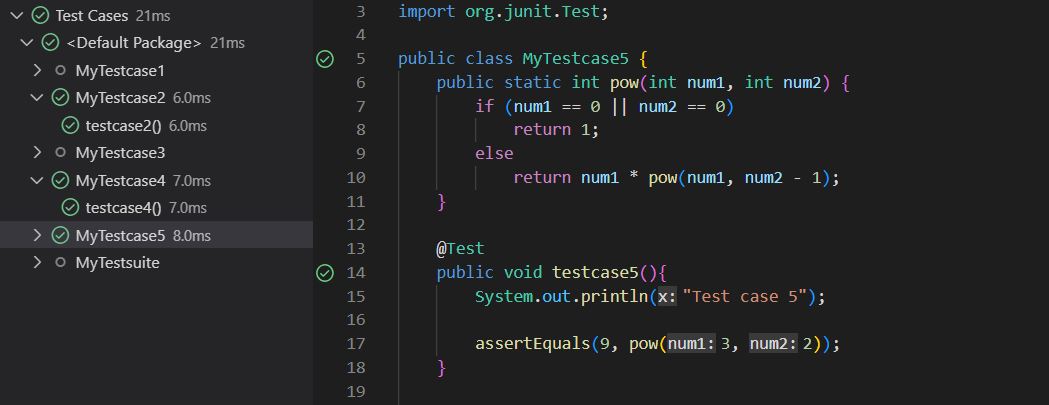 Test Cases 21ms
<Default Package> 21ms
MyTestcase1
MyTestcase2 6.0ms
testcase2() 6.0ms
MyTestcase3
MyTestcase4 7.0ms
testcase4() 7.0ms
MyTestcase5 8.0ms
MyTestsuite
3 import org.junit.Test;
4
5 public class MyTestcase5 {
6 public static int pow(int num1, int num2) {
7 if (num1 == 0 || num2 == 0)
8 return 1;
9 else
10 return num1 * pow(num1, num2 - 1);
11 }
12
13 @Test
14 public void testcase5(){
15 System.out.println(x: "Test case 5");
16
17 assertEquals(9, pow(num1: 3, num2: 2));
18 }
19